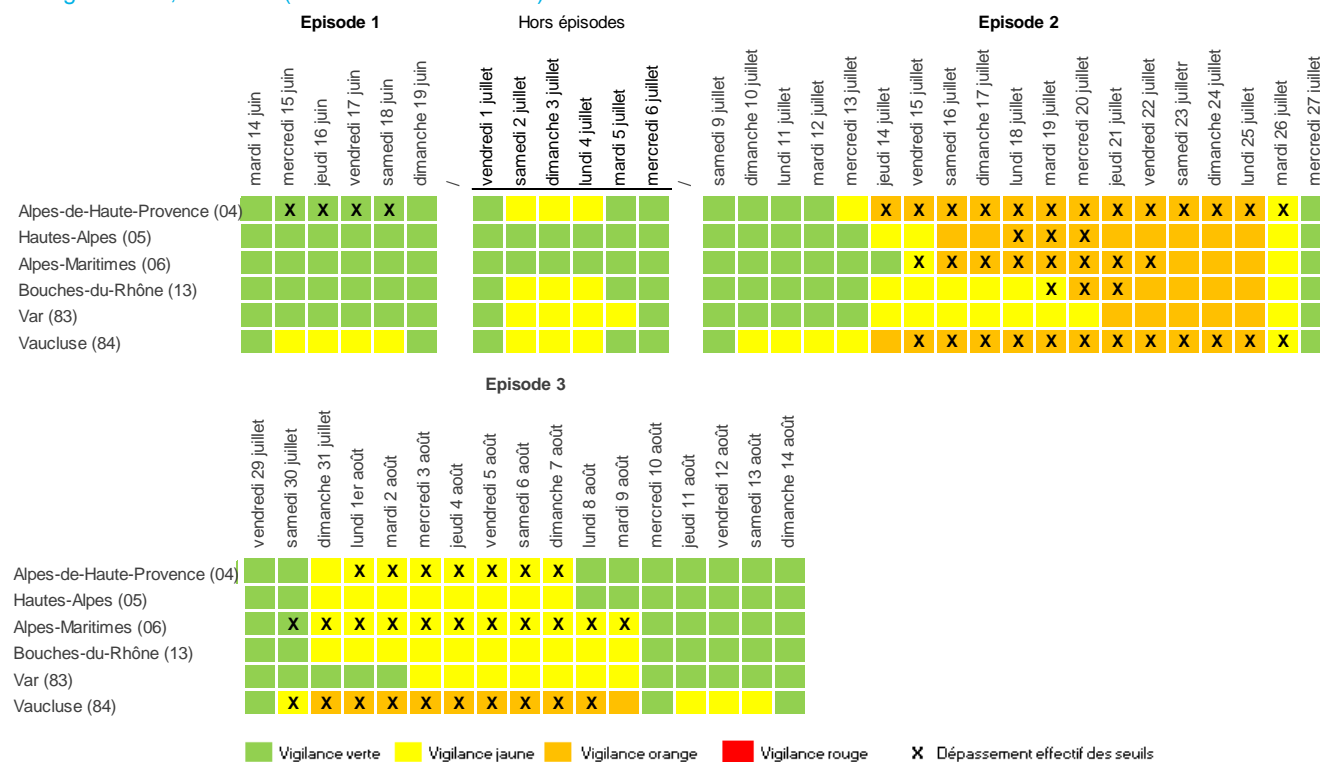 Episode 1 Hors épisodes Episode 2
mardi 14 juin
mercredi 15 juin
jeudi 16 juin
vendredi 17 juin
samedi 18 juin
dimanche 19 juin
/
vendredi 1 juillet
samedi 2 juillet
dimanche 3 juillet
lundi 4 juillet
mardi 5 juillet
mercredi 6 juillet
/
samedi 9 juillet
dimanche 10 juillet
lundi 11 juillet
mardi 12 juillet
mercredi 13 juillet
jeudi 14 juillet
vendredi 15 juillet
samedi 16 juillet
dimanche 17 juillet
lundi 18 juillet
mardi 19 juillet
mercredi 20 juillet
jeudi 21 juillet
vendredi 22 juillet
samedi 23 juilletr
dimanche 24 juillet
lundi 25 juillet
mardi 26 juillet
mercredi 27 juillet
Alpes-de-Haute-Provence (04) X X X X X X X X X X X X X X X X X
Hautes-Alpes (05) X X X
Alpes-Maritimes (06) X X X X X X X X
Bouches-du-Rhône (13) X X X
Var (83)
Vaucluse (84) X X X X X X X X X X X X
Episode 3
vendredi 29 juillet
samedi 30 juillet
dimanche 31 juillet
lundi 1er août
mardi 2 août
mercredi 3 août
jeudi 4 août
vendredi 5 août
samedi 6 août
dimanche 7 août
lundi 8 août
mardi 9 août
mercredi 10 août
jeudi 11 août
vendredi 12 août
samedi 13 août
dimanche 14 août
Alpes-de-Haute-Provence (04) X X X X X X X
Hautes-Alpes (05)
Alpes-Maritimes (06) X X X X X X X X X X X
Bouches-du-Rhône (13)
Var (83)
Vaucluse (84) X X X X X X X X X X
Vigilance verte Vigilance jaune Vigilance orange Vigilance rouge X Dépassement effectif des seuils